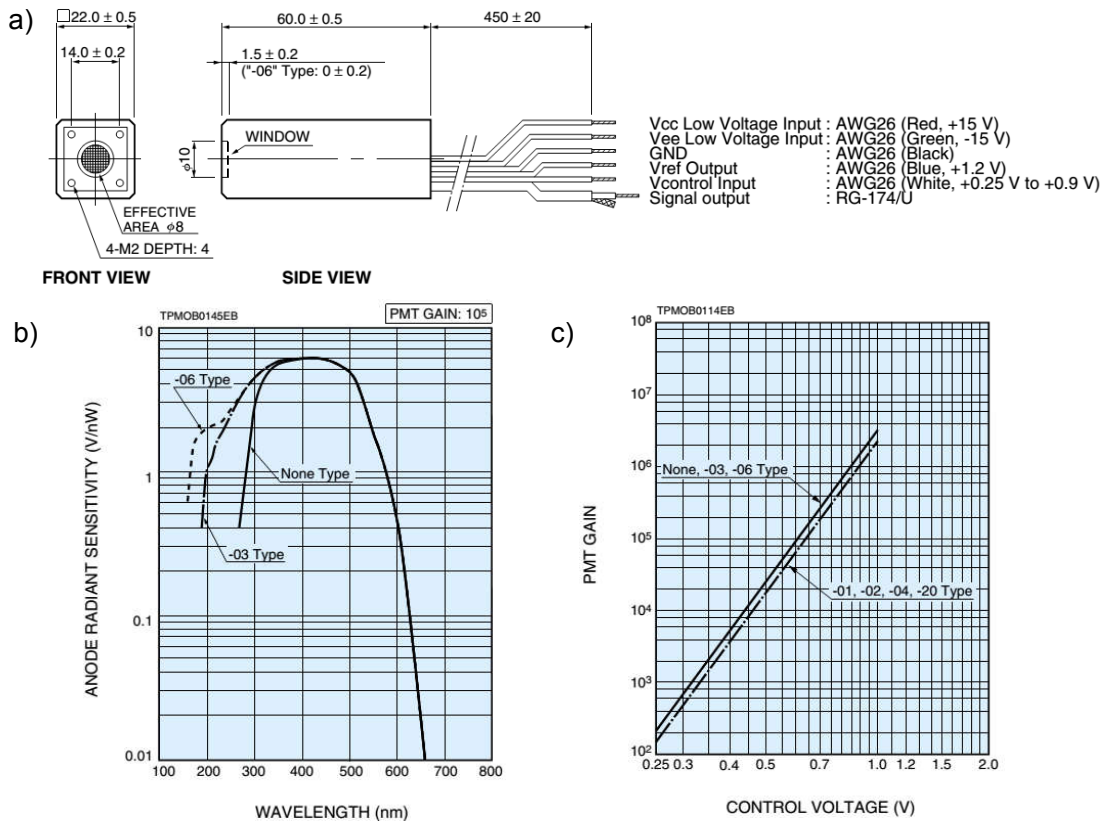 a)
□22.0 ± 0.5
60.0 ± 0.5
450 ± 20
14.0 ± 0.2
1.5 ± 0.2
("-06" Type: 0 ± 0.2)
WINDOW
φ10
EFFECTIVE
AREA φ8
4-M2 DEPTH: 4
FRONT VIEW
SIDE VIEW
Vcc Low Voltage Input : AWG26 (Red, +15 V)
Vee Low Voltage Input : AWG26 (Green, -15 V)
GND : AWG26 (Black)
Vref Output : AWG26 (Blue, +1.2 V)
Vcontrol Input : AWG26 (White, +0.25 V to +0.9 V)
Signal output : RG-174/U
b)
TPMOB0145EB
PMT GAIN: 10⁵
ANODE RADIANT SENSITIVITY (V/nW)
10
1
0.1
0.01
-06 Type
None Type
-03 Type
100 200 300 400 500 600 700 800
WAVELENGTH (nm)
c)
TPMOB0114EB
PMT GAIN
10⁸
10⁷
10⁶
10⁵
10⁴
10³
10²
None, -03, -06 Type
-01, -02, -04, -20 Type
0.25 0.3 0.4 0.5 0.7 1.0 1.2 1.5 2.0
CONTROL VOLTAGE (V)